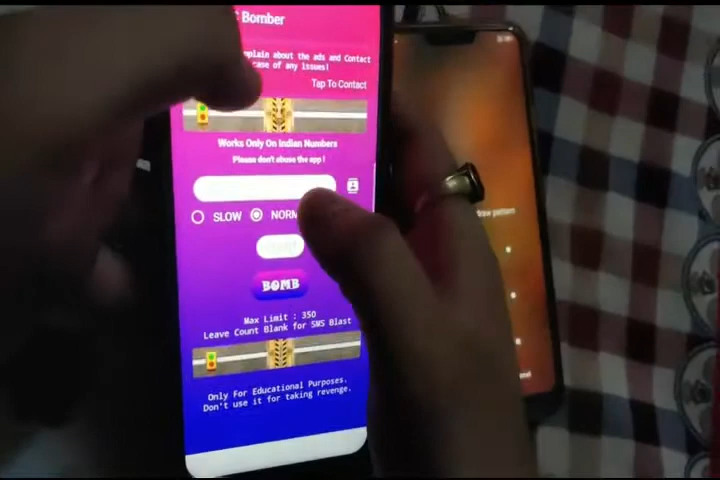 Bomber
plain about the ads and Contact
case of any issues!
Tap To Contact
Works Only On Indian Numbers
Please don't abuse the app !
SLOW NORM
BOMB
Max Limit : 350
Leave Count Blank for SMS Blast
Only For Educational Purposes.
Don't use it for taking revenge.
Draw pattern